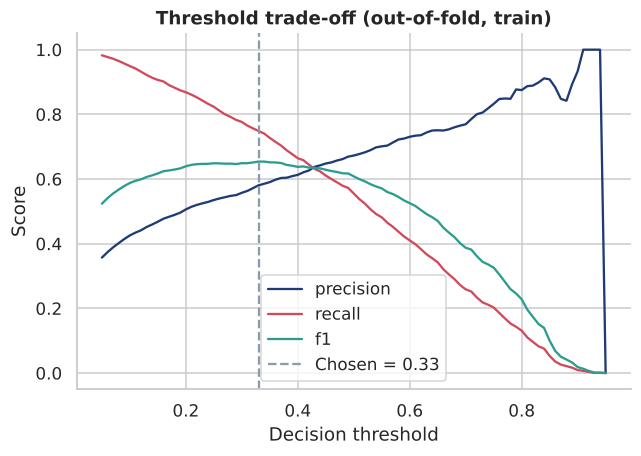 Threshold trade-off (out-of-fold, train)
Score
1.0
0.8
0.6
0.4
0.2
0.0
precision
recall
f1
Chosen = 0.33
0.2 0.4 0.6 0.8
Decision threshold